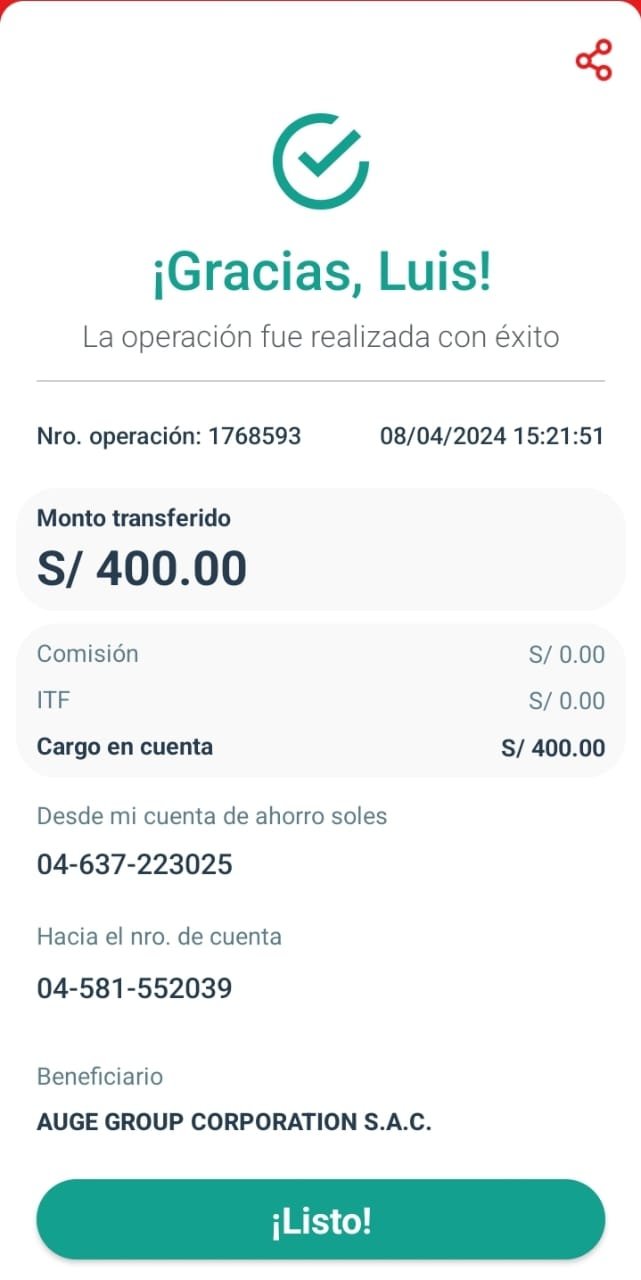 ¡Gracias, Luis!
La operación fue realizada con éxito
Nro. operación: 1768593 08/04/2024 15:21:51
Monto transferido
S/ 400.00
Comisión S/ 0.00
ITF S/ 0.00
Cargo en cuenta S/ 400.00
Desde mi cuenta de ahorro soles
04-637-223025
Hacia el nro. de cuenta
04-581-552039
Beneficiario
AUGE GROUP CORPORATION S.A.C.
¡Listo!